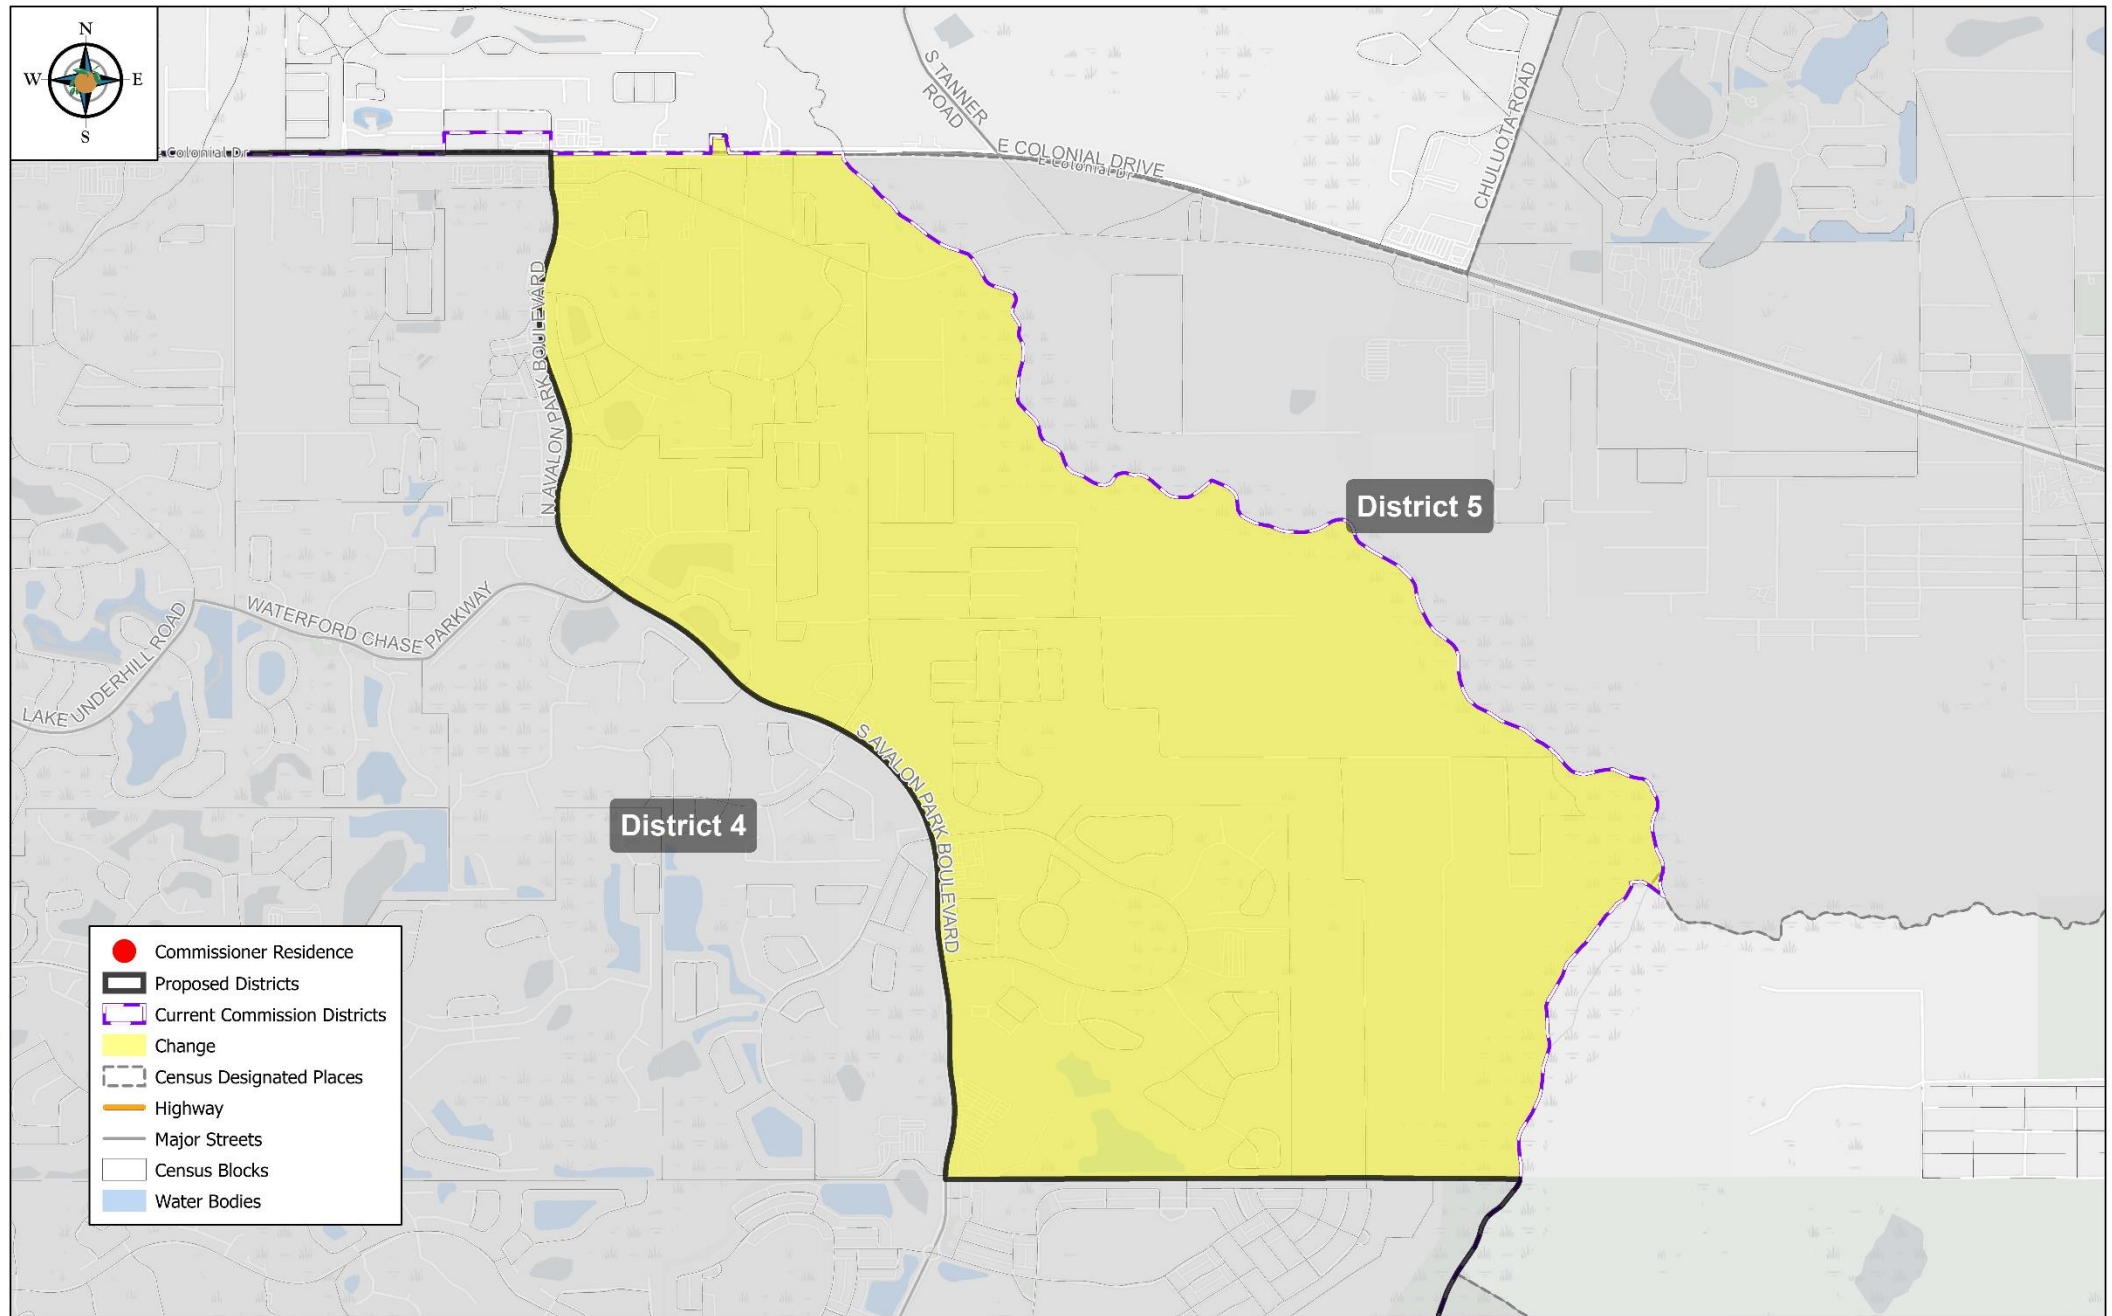 N
W
E
S
S TANNER
ROAD
CHULUOTA ROAD
E COLONIAL DRIVE
E Colonial Dr
E Colonial Dr
N AVALON PARK BOULEVARD
District 5
WATERFORD CHASE PARKWAY
LAKE UNDERHILL ROAD
S AVALON PARK BOULEVARD
District 4
Commissioner Residence
Proposed Districts
Current Commission Districts
Change
Census Designated Places
Highway
Major Streets
Census Blocks
Water Bodies